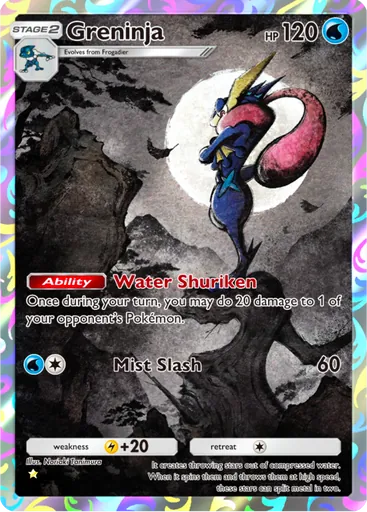 STAGE 2 Greninja HP 120
Evolves from Frogadier
Ability Water Shuriken
Once during your turn, you may do 20 damage to 1 of
your opponent's Pokémon.
Mist Slash 60
weakness +20 retreat
Illus. Noriaki Tanimura
It creates throwing stars out of compressed water.
When it spins them and throws them at high speed,
these stars can split metal in two.